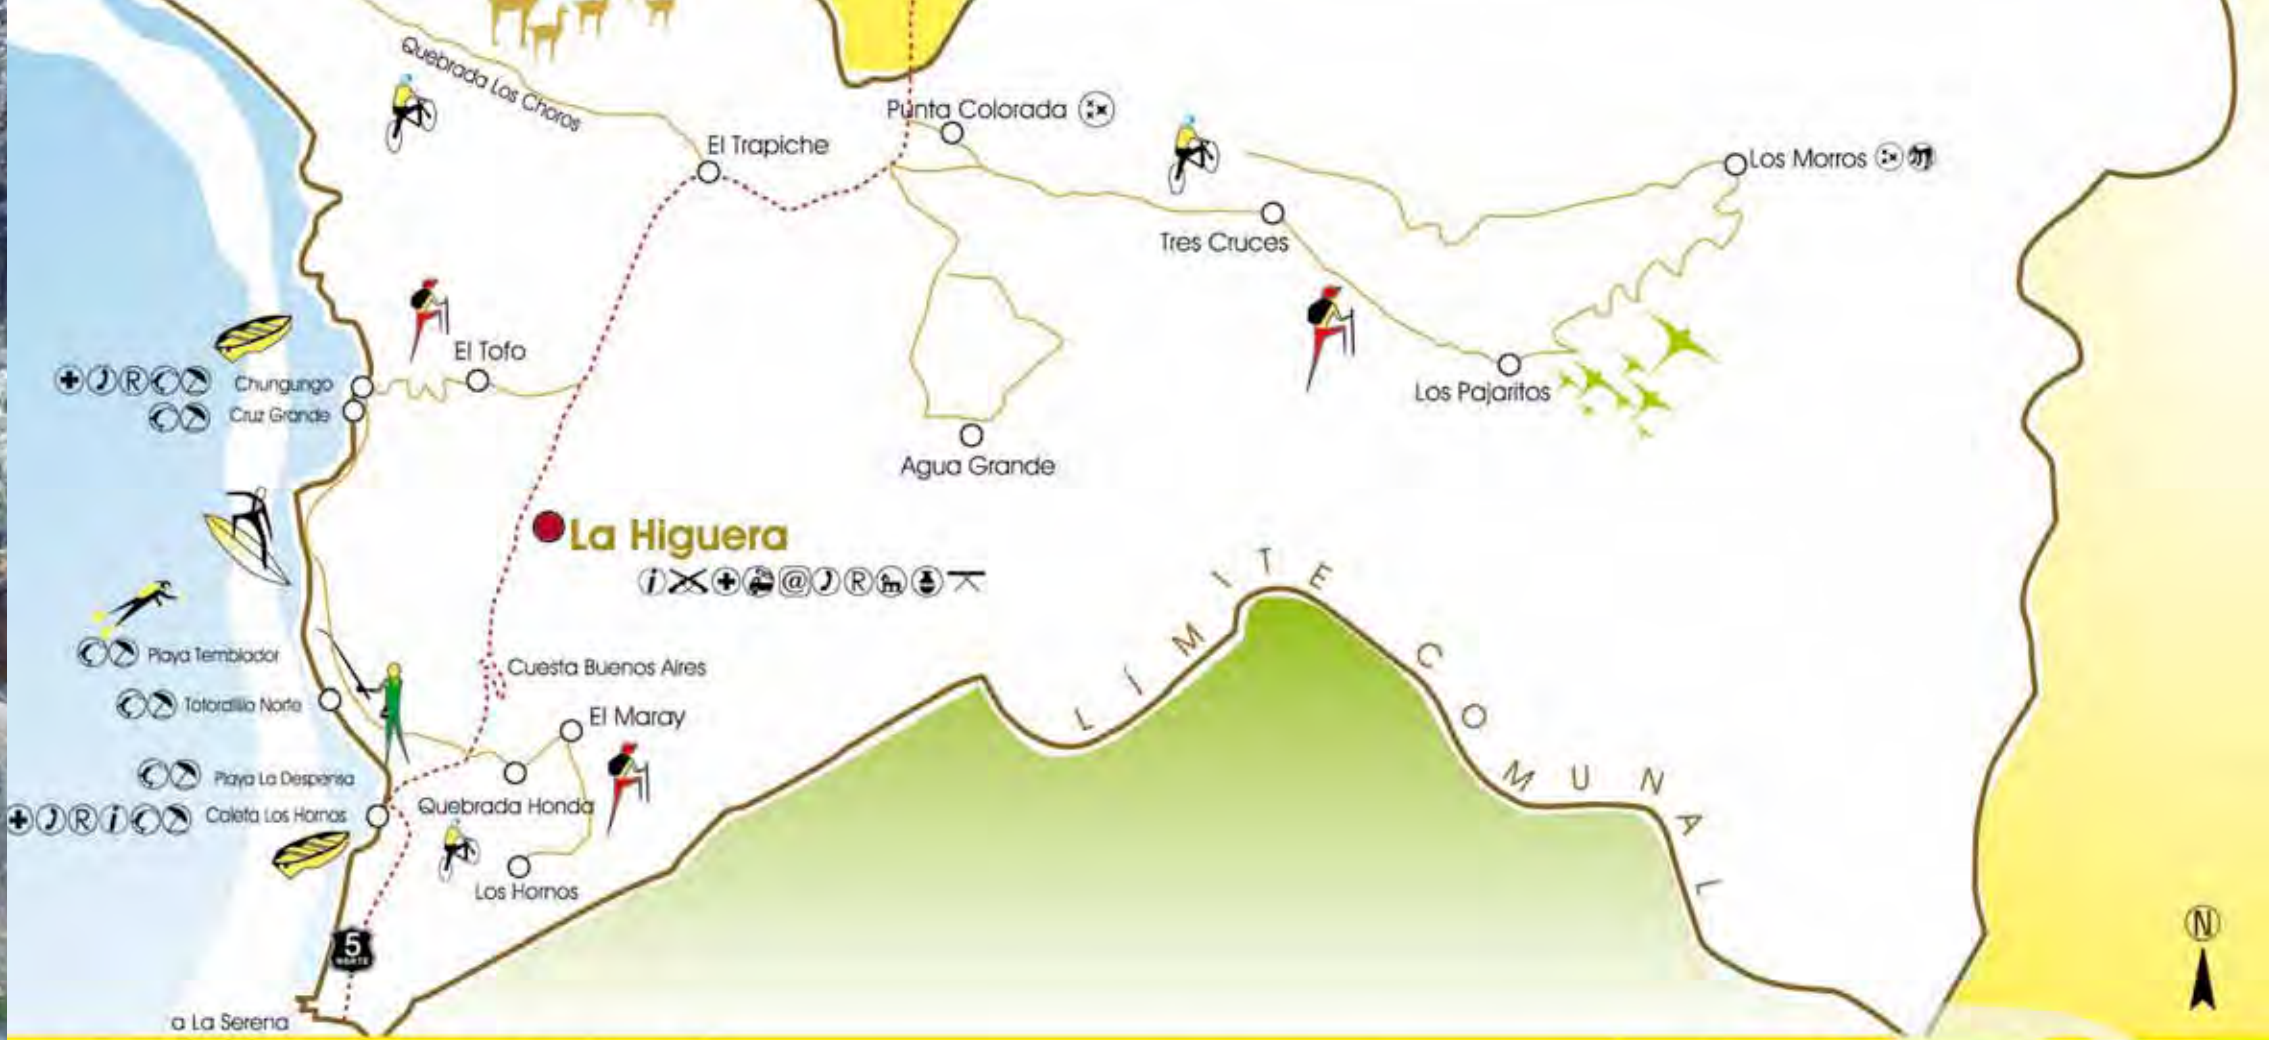 Quebrada Los Choros
Punta Colorada
El Trapiche
Los Morros
Tres Cruces
El Tofo
Chungungo
R
Cruz Grande
Los Pajaritos
Agua Grande
La Higuera
i @ R
LÍMITE COMUNAL
Playa Temblador
Cuesta Buenos Aires
Totoralillo Norte
El Maray
Playa La Despensa
Quebrada Honda
R i
Caleta Los Hornos
Los Hornos
5
NORTE
N
a La Serena